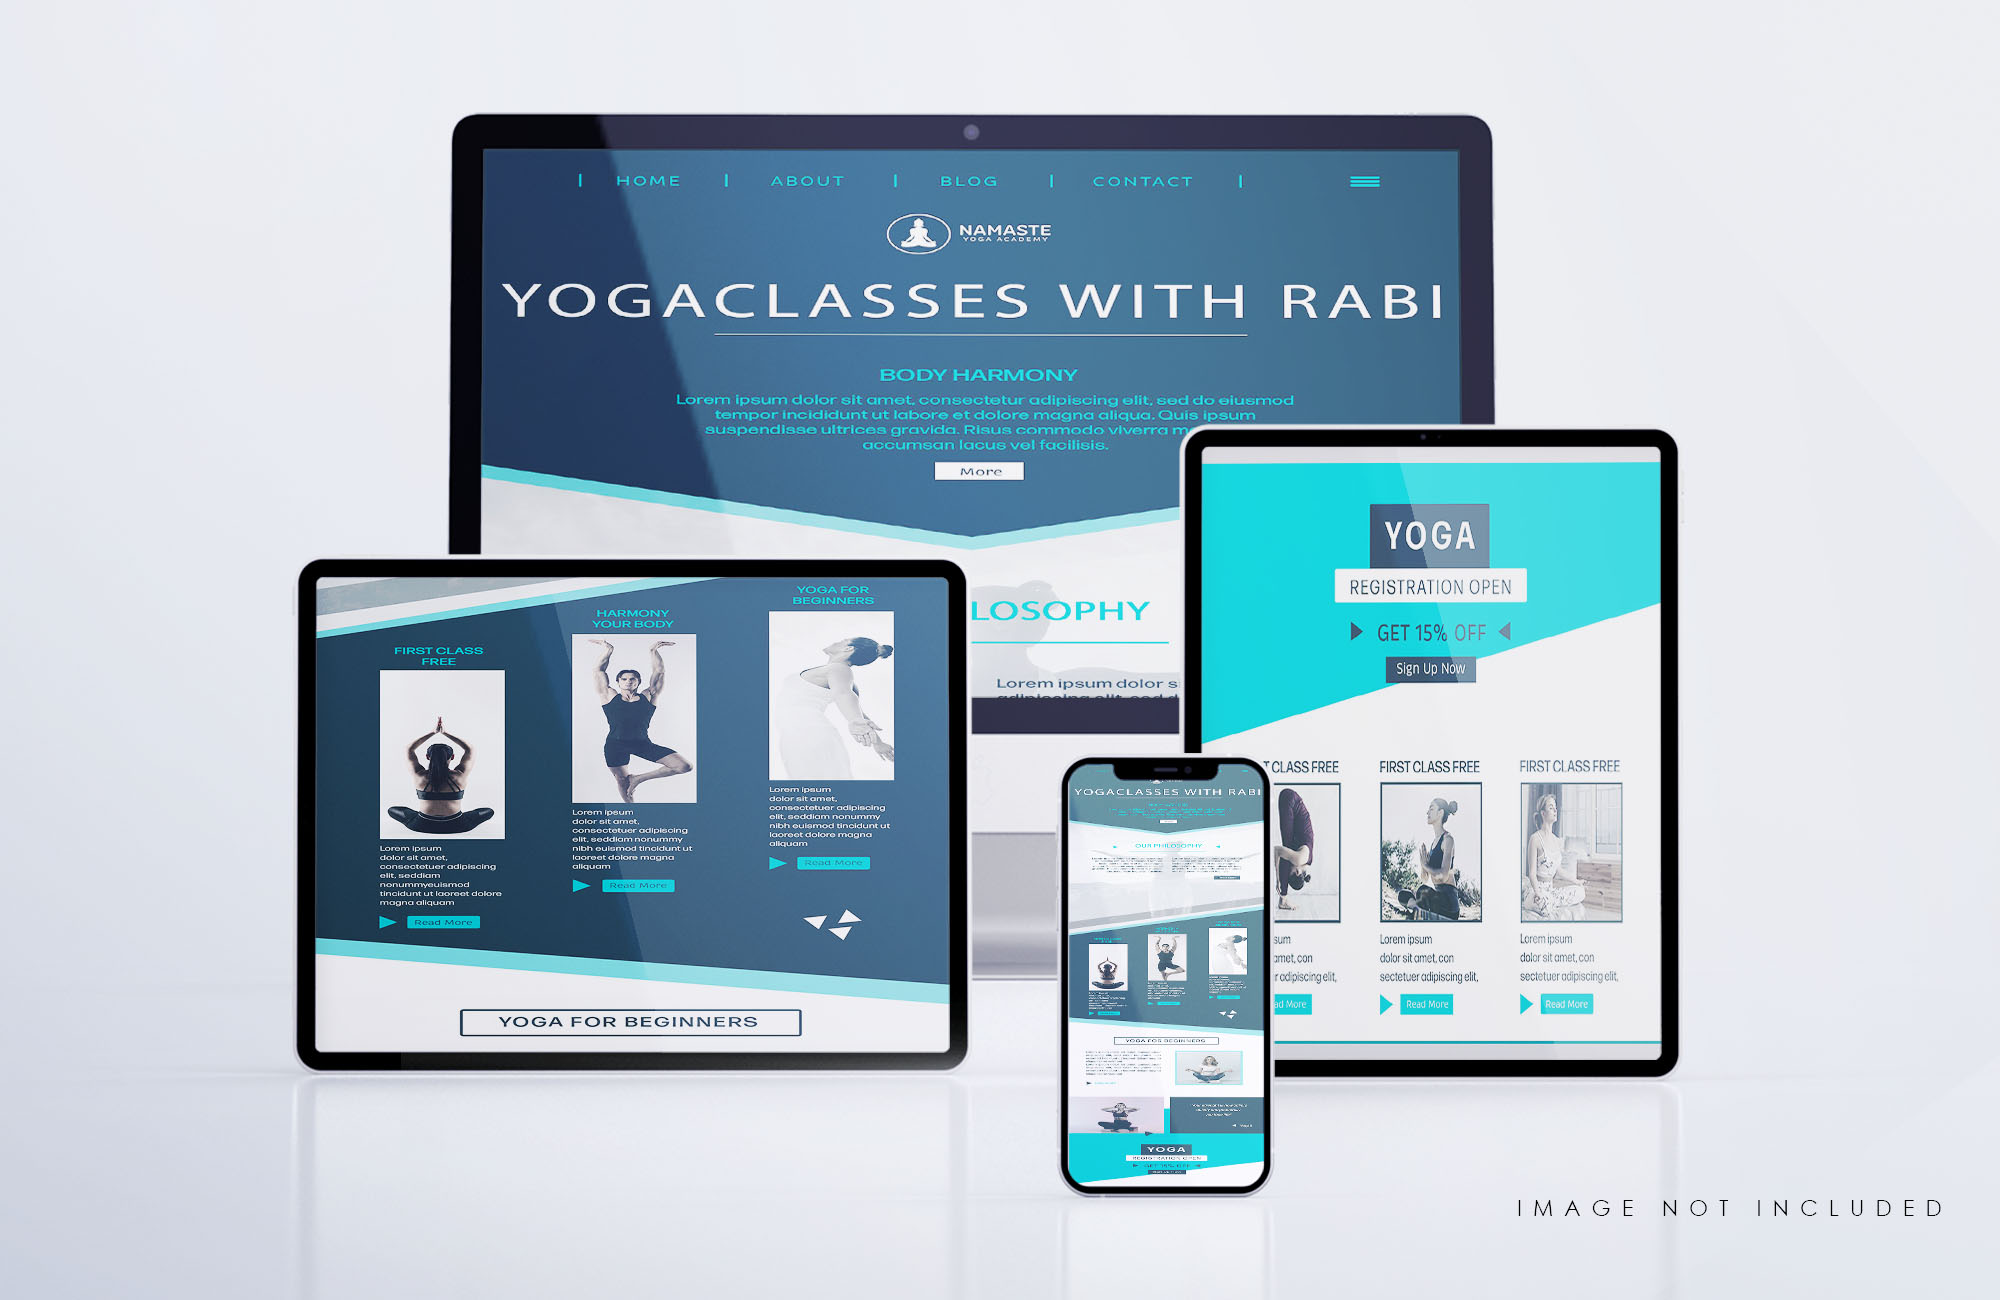 HOME
ABOUT
BLOG
CONTACT
NAMASTE
YOGA ACADEMY
YOGACLASSES WITH RABI
BODY HARMONY
Lorem ipsum dolor sit amet, consectetur adipiscing elit, sed do eiusmod
tempor incididunt ut labore et dolore magna aliqua. Quis ipsum
suspendisse ultrices gravida. Risus commodo viverra m
accumsan lacus vel facilisis.
More
LOSOPHY
Lorem ipsum dolor s
FIRST CLASS
FREE
Lorem ipsum
dolor sit amet,
consectetuer adipiscing
elit, seddiam
nonummyeuismod
tincidunt ut laoreet dolore
magna aliquam
Read More
HARMONY
YOUR BODY
Lorem ipsum
dolor sit amet,
consectetuer adipiscing
elit, seddiam nonummy
nibh euismod tincidunt ut
laoreet dolore magna
aliquam
Read More
YOGA FOR
BEGINNERS
Lorem ipsum
dolor sit amet,
consectetuer adipiscing
elit, seddiam nonummy
nibh euismod tincidunt ut
laoreet dolore magna
aliquam
Read More
YOGA FOR BEGINNERS
YOGA
REGISTRATION OPEN
GET 15% OFF
Sign Up Now
T CLASS FREE
sum
amet, con
r adipiscing elit,
ad More
FIRST CLASS FREE
Lorem ipsum
dolor sit amet, con
sectetuer adipiscing elit,
Read More
FIRST CLASS FREE
Lorem ipsum
dolor sit amet, con
sectetuer adipiscing elit,
Read More
YOGACLASSES WITH RABI
OUR PHILOSOPHY
YOGA FOR BEGINNERS
YOGA
REGISTRATION OPEN
GET 15% OFF
IMAGE NOT INCLUDED